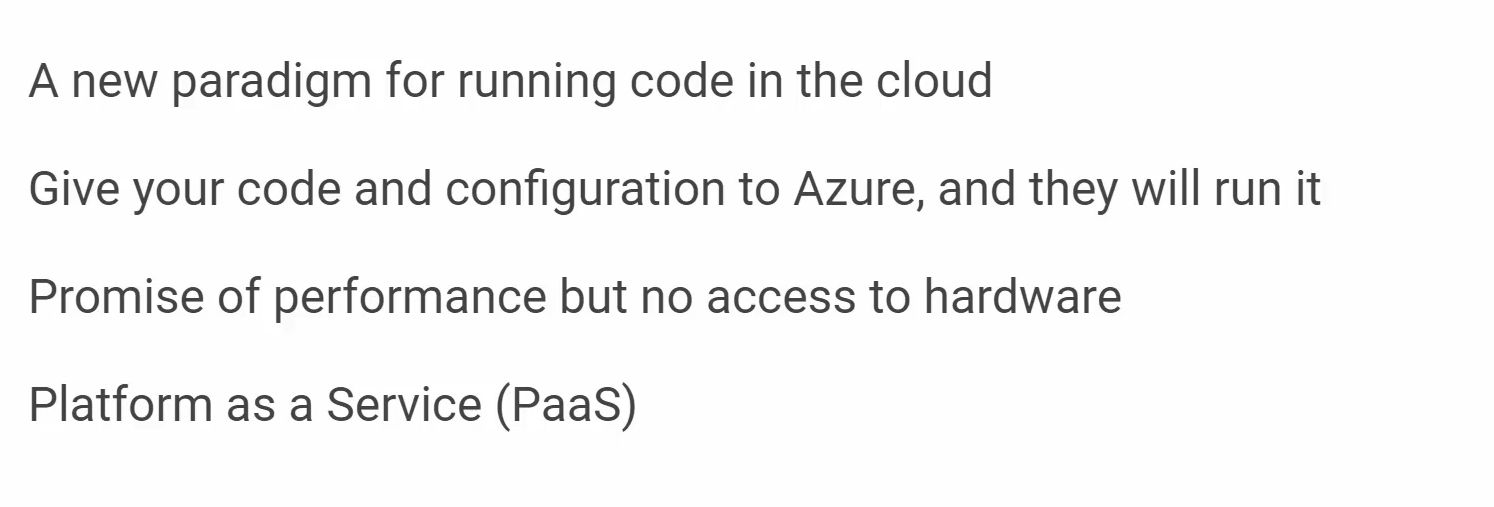 A new paradigm for running code in the cloud
Give your code and configuration to Azure, and they will run it
Promise of performance but no access to hardware
Platform as a Service (PaaS)